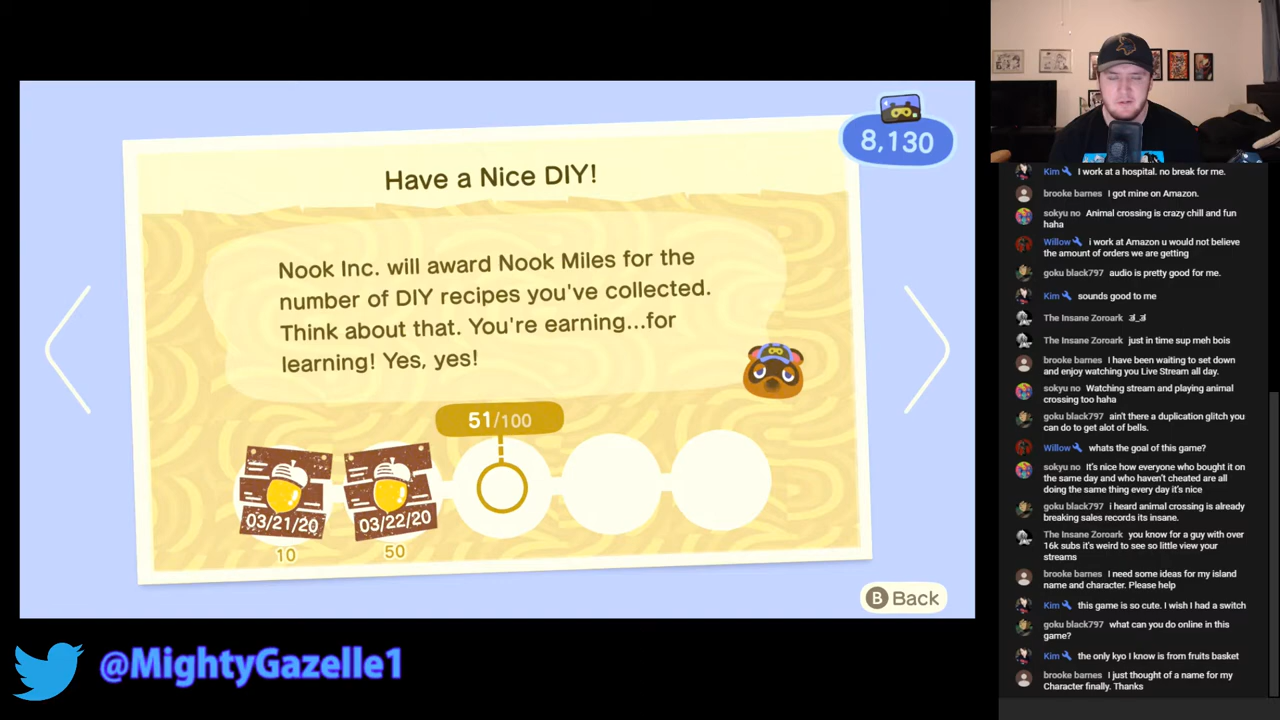 8,130
Have a Nice DIY!
Nook Inc. will award Nook Miles for the
number of DIY recipes you've collected.
Think about that. You're earning...for
learning! Yes, yes!
51/100
03/21/20
03/22/20
10
50
B Back
@MightyGazelle1
Kim I work at a hospital. no break for me.
brooke barnes I got mine on Amazon.
sokyu no Animal crossing is crazy chill and fun
haha
Willow i work at Amazon u would not believe
the amount of orders we are getting
goku black797 audio is pretty good for me.
Kim sounds good to me
The Insane Zoroark
The Insane Zoroark just in time sup meh bois
brooke barnes I have been waiting to set down
and enjoy watching you Live Stream all day.
sokyu no Watching stream and playing animal
crossing too haha
goku black797 ain't there a duplication glitch you
can do to get alot of bells.
Willow whats the goal of this game?
sokyu no It's nice how everyone who bought it on
the same day and who haven't cheated are all
doing the same thing every day it's nice
goku black797 i heard animal crossing is already
breaking sales records its insane.
The Insane Zoroark you know for a guy with over
16k subs it's weird to see so little view your
streams
brooke barnes I need some ideas for my island
name and character. Please help
Kim this game is so cute. I wish I had a switch
goku black797 what can you do online in this
game?
Kim the only kyo I know is from fruits basket
brooke barnes I just thought of a name for my
Character finally. Thanks